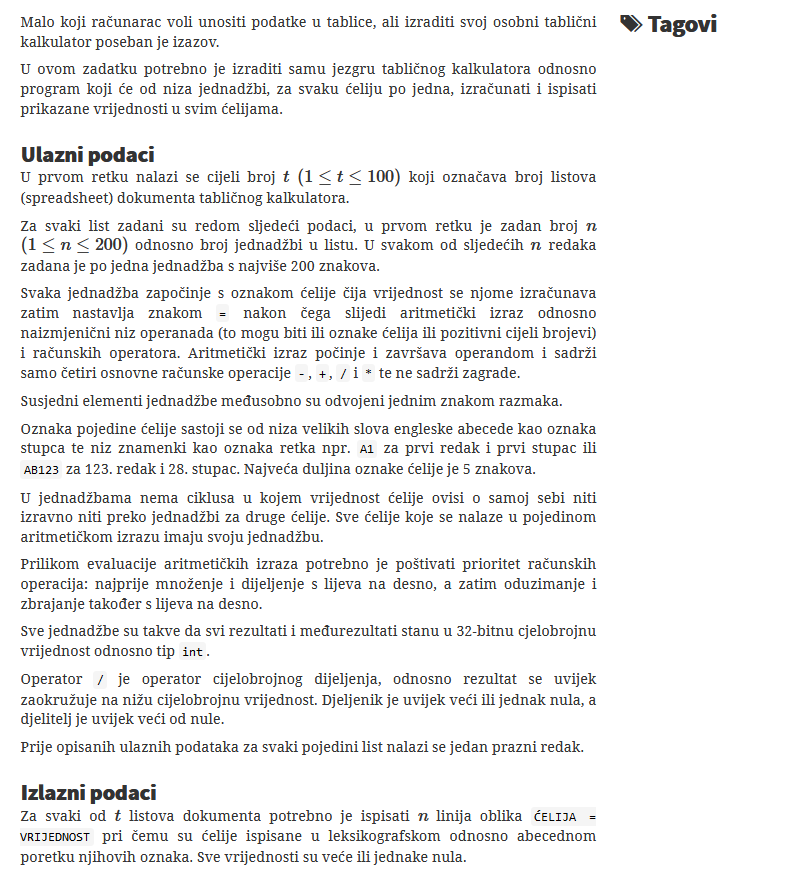 Malo koji računarac voli unositi podatke u tablice, ali izraditi svoj osobni tablični
kalkulator poseban je izazov.
Tagovi
U ovom zadatku potrebno je izraditi samu jezgru tabličnog kalkulatora odnosno
program koji će od niza jednadžbi, za svaku ćeliju po jedna, izračunati i ispisati
prikazane vrijednosti u svim ćelijama.
Ulazni podaci
U prvom retku nalazi se cijeli broj t (1 ≤ t ≤ 100) koji označava broj listova
(spreadsheet) dokumenta tabličnog kalkulatora.
Za svaki list zadani su redom sljedeći podaci, u prvom retku je zadan broj n
(1 ≤ n ≤ 200) odnosno broj jednadžbi u listu. U svakom od sljedećih n redaka
zadana je po jedna jednadžba s najviše 200 znakova.
Svaka jednadžba započinje s oznakom ćelije čija vrijednost se njome izračunava
zatim nastavlja znakom = nakon čega slijedi aritmetički izraz odnosno
naizmjenični niz operanada (to mogu biti ili oznake ćelija ili pozitivni cijeli brojevi)
i računskih operatora. Aritmetički izraz počinje i završava operandom i sadrži
samo četiri osnovne računske operacije -, +, / i * te ne sadrži zagrade.
Susjedni elementi jednadžbe međusobno su odvojeni jednim znakom razmaka.
Oznaka pojedine ćelije sastoji se od niza velikih slova engleske abecede kao oznaka
stupca te niz znamenki kao oznaka retka npr. A1 za prvi redak i prvi stupac ili
AB123 za 123. redak i 28. stupac. Najveća duljina oznake ćelije je 5 znakova.
U jednadžbama nema ciklusa u kojem vrijednost ćelije ovisi o samoj sebi niti
izravno niti preko jednadžbi za druge ćelije. Sve ćelije koje se nalaze u pojedinom
aritmetičkom izrazu imaju svoju jednadžbu.
Prilikom evaluacije aritmetičkih izraza potrebno je poštivati prioritet računskih
operacija: najprije množenje i dijeljenje s lijeva na desno, a zatim oduzimanje i
zbrajanje također s lijeva na desno.
Sve jednadžbe su takve da svi rezultati i međurezultati stanu u 32-bitnu cjelobrojnu
vrijednost odnosno tip int.
Operator / je operator cijelobrojnog dijeljenja, odnosno rezultat se uvijek
zaokružuje na nižu cijelobrojnu vrijednost. Djeljenik je uvijek veći ili jednak nula, a
djelitelj je uvijek veći od nule.
Prije opisanih ulaznih podataka za svaki pojedini list nalazi se jedan prazni redak.
Izlazni podaci
Za svaki od t listova dokumenta potrebno je ispisati n linija oblika ĆELIJA =
VRIJEDNOST pri čemu su ćelije ispisane u leksikografskom odnosno abecednom
poretku njihovih oznaka. Sve vrijednosti su veće ili jednake nula.